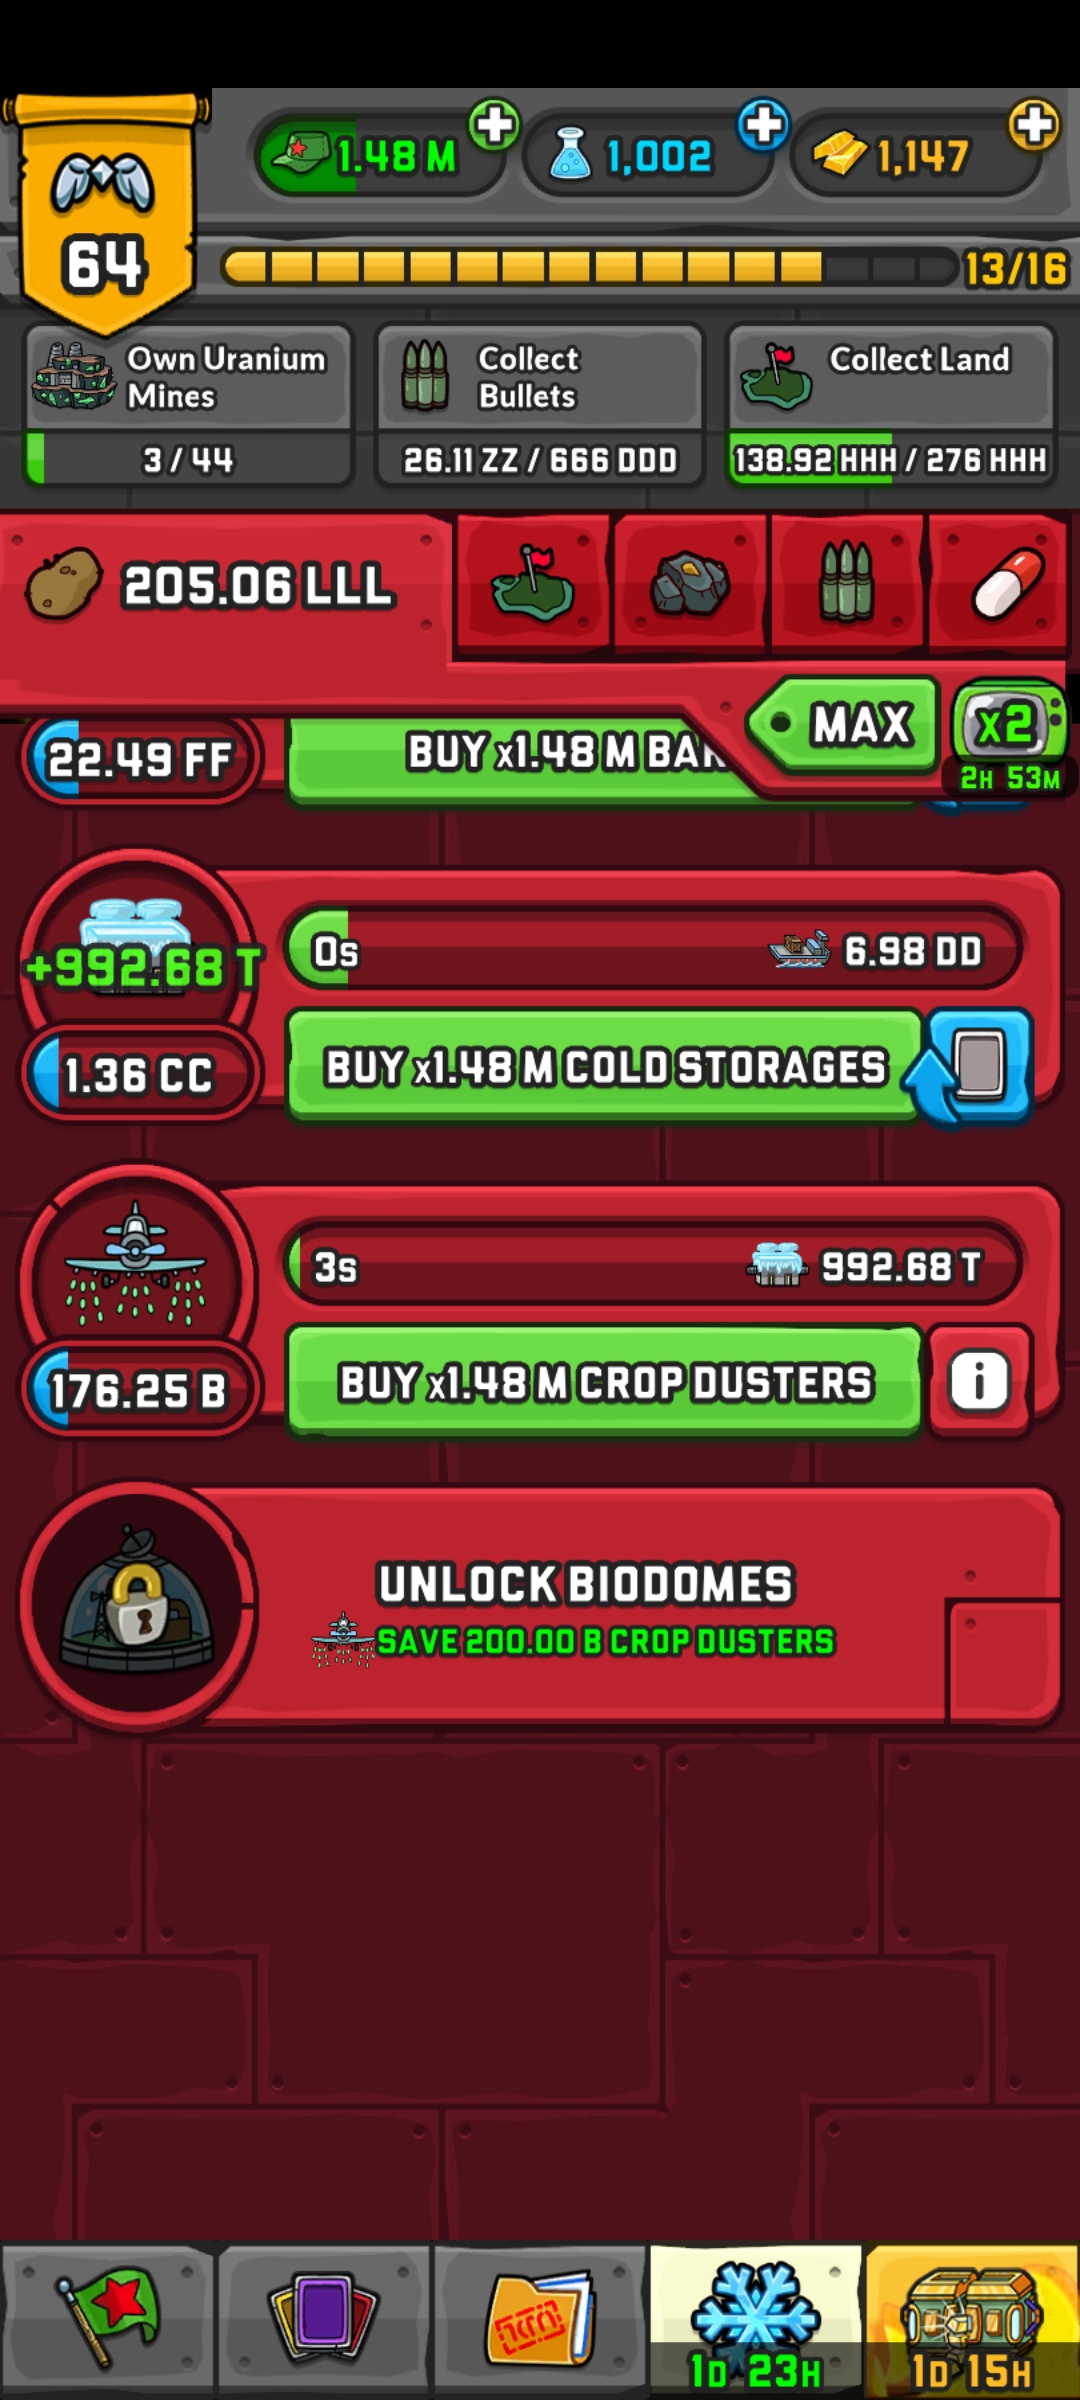 64
1.48 M
1,002
1,147
13/16
Own Uranium
Mines
3 / 44
Collect
Bullets
26.11 ZZ / 666 DDD
Collect Land
138.92 HHH / 276 HHH
205.06 LLL
MAX
x2
2H 53M
22.49 FF
BUY x1.48 M
+992.68 T
0s
6.98 DD
1.36 CC
BUY x1.48 M COLD STORAGES
3s
992.68 T
176.25 B
BUY x1.48 M CROP DUSTERS
i
UNLOCK BIODOMES
SAVE 200.00 B CROP DUSTERS
1D 23H
1D 15H